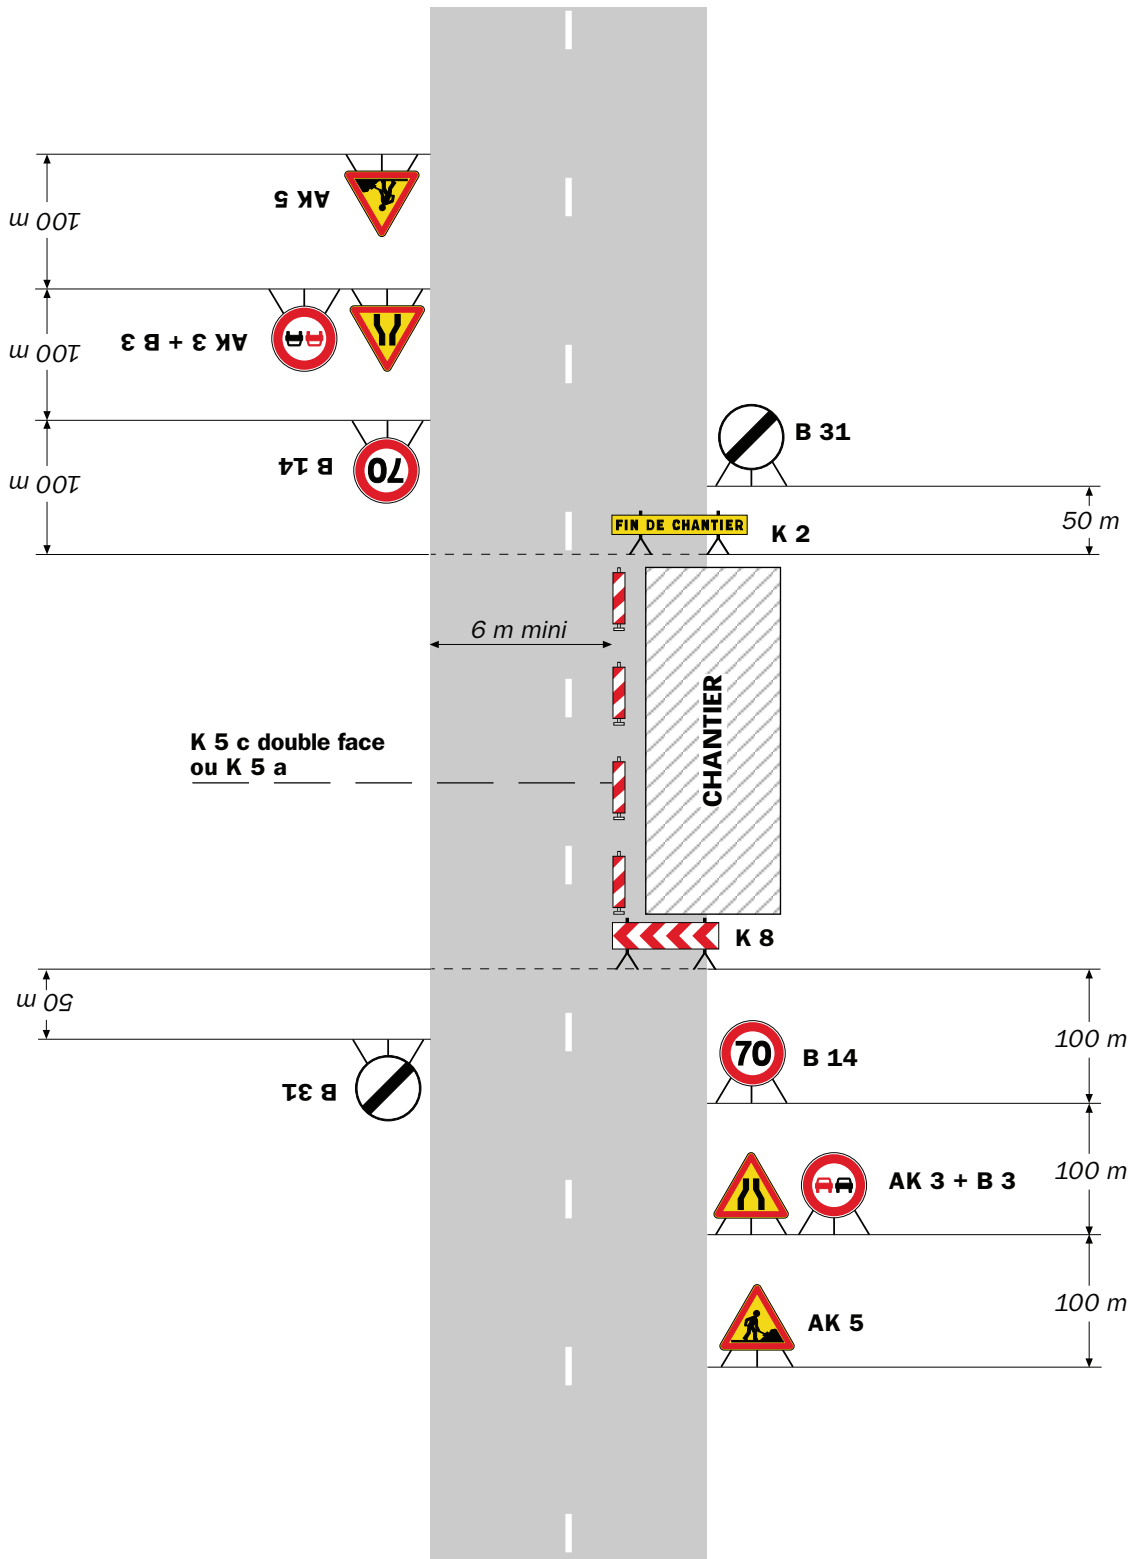 AK 5
100 m
AK 3 + B 3
100 m
70
B 14
100 m
B 31
50 m
FIN DE CHANTIER
K 2
6 m mini
CHANTIER
K 5 c double face
ou K 5 a
K 8
50 m
B 31
70
B 14
100 m
AK 3 + B 3
100 m
AK 5
100 m